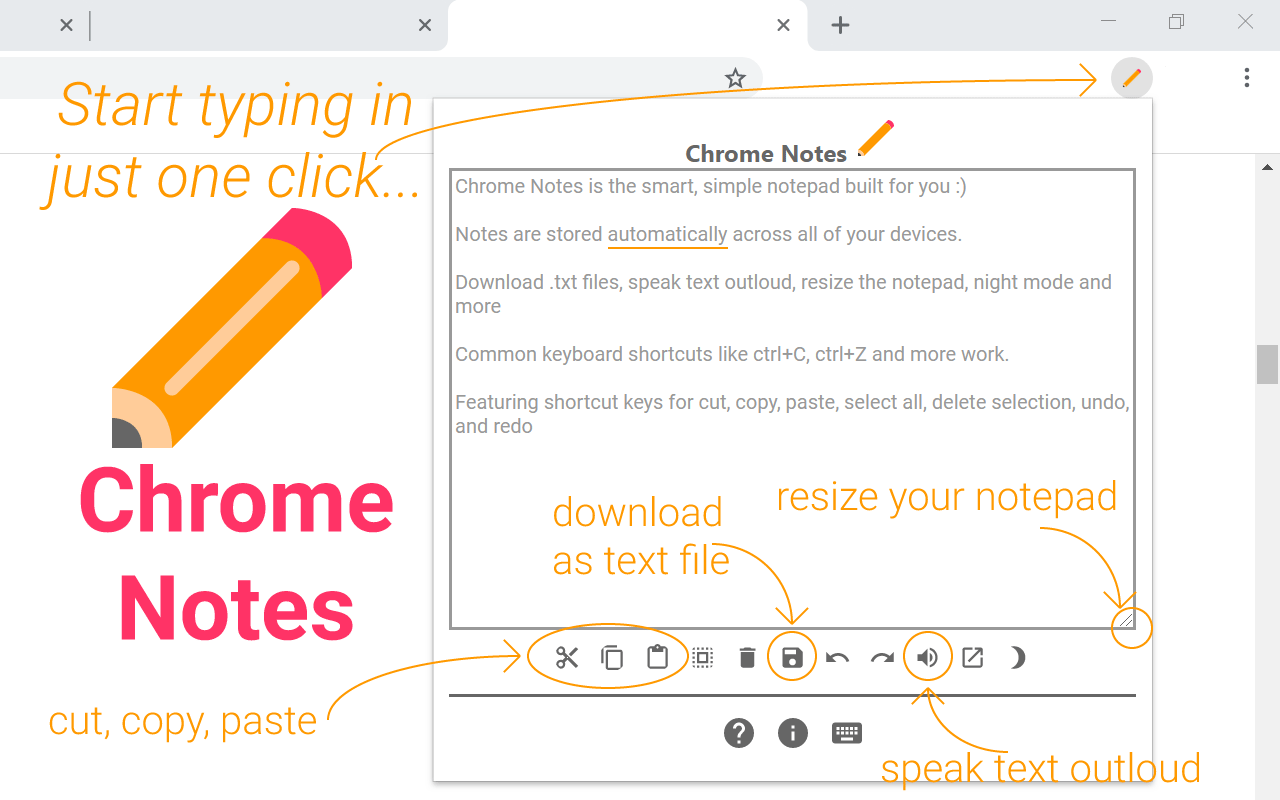 Start typing in
just one click...
Chrome Notes
Chrome Notes is the smart, simple notepad built for you :)
Notes are stored automatically across all of your devices.
Download .txt files, speak text outloud, resize the notepad, night mode and
more
Common keyboard shortcuts like ctrl+C, ctrl+Z and more work.
Featuring shortcut keys for cut, copy, paste, select all, delete selection, undo,
and redo
Chrome
Notes
download
as text file
resize your notepad
cut, copy, paste
speak text outloud